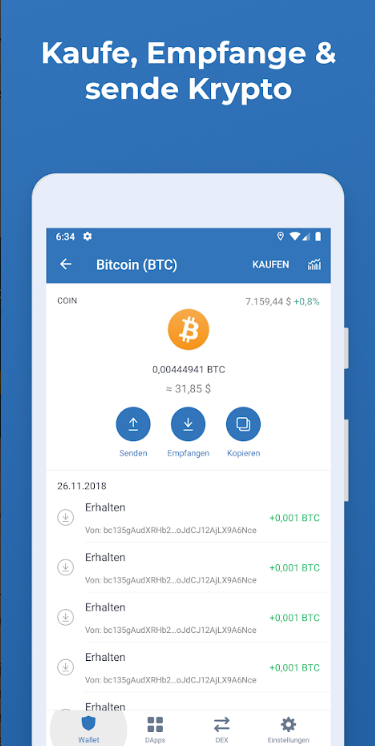 Kaufe, Empfange &
sende Krypto
6:34
Bitcoin (BTC)
KAUFEN
COIN
7.159,44 $ +0,8%
0,00444941 BTC
≈ 31,85 $
Senden
Empfangen
Kopieren
26.11.2018
Erhalten
+0,001 BTC
Von: bc135gAudXRHb2...oJdCJ12AjLX9A6Nce
Erhalten
+0,001 BTC
Von: bc135gAudXRHb2...oJdCJ12AjLX9A6Nce
Erhalten
+0,001 BTC
Von: bc135gAudXRHb2...oJdCJ12AjLX9A6Nce
Erhalten
+0,001 BTC
Von: bc135gAudXRHb2...oJdCJ12AjLX9A6Nce
Erhalten
Wallet
DApps
DEX
Einstellungen